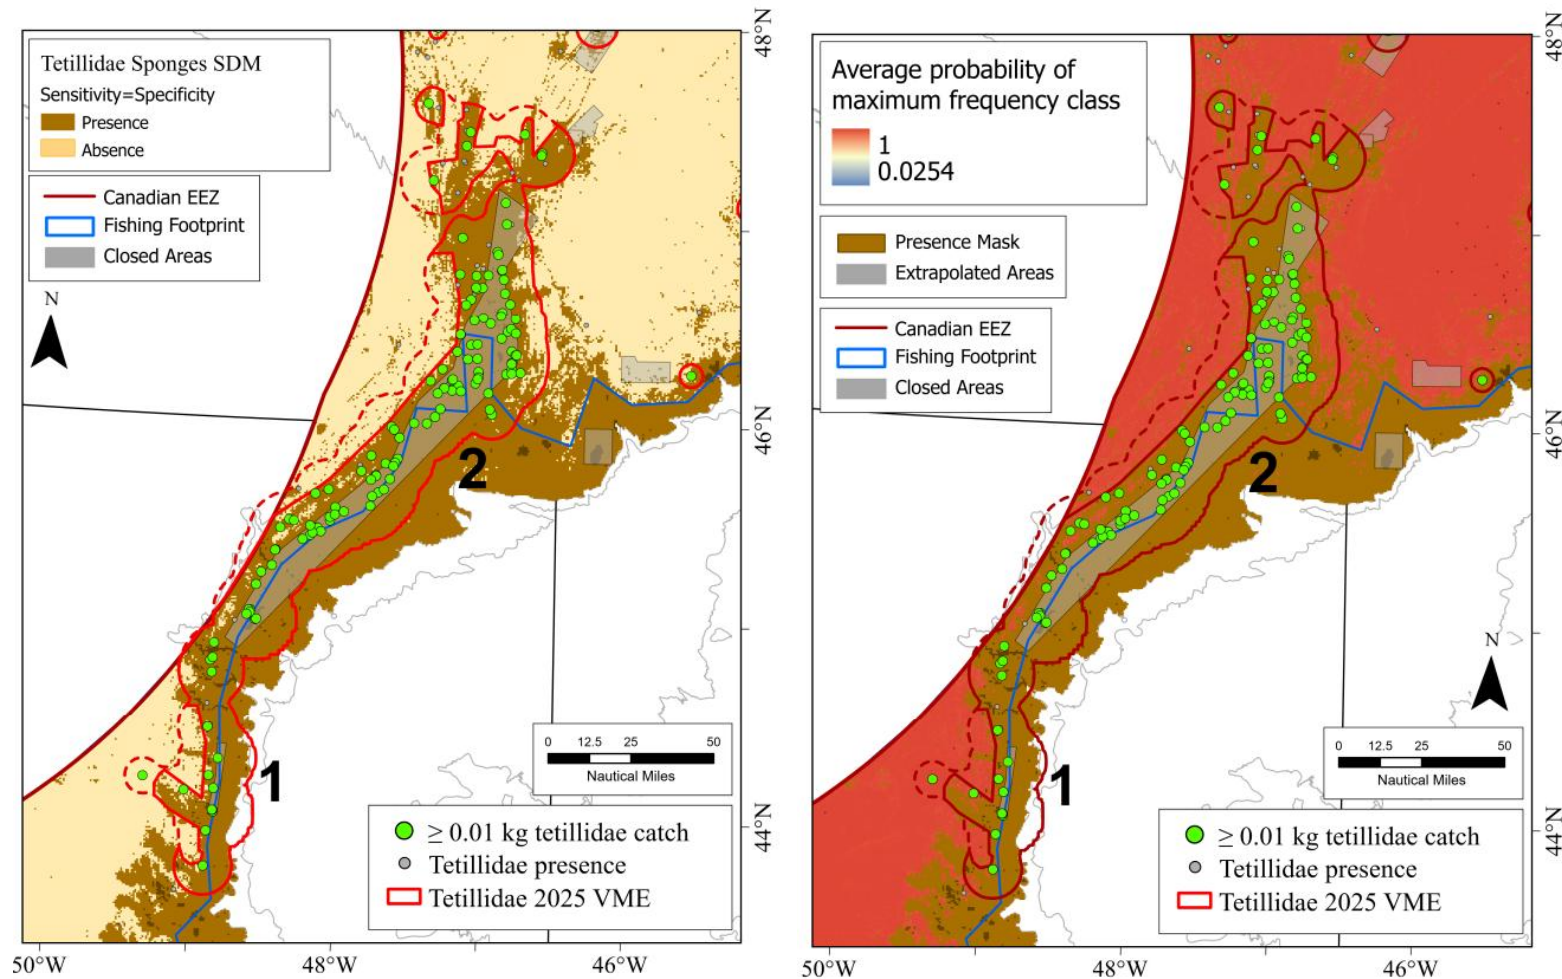 Tetillidae Sponges SDM
Sensitivity=Specificity
Presence
Absence
Canadian EEZ
Fishing Footprint
Closed Areas
N
2
1
0 12.5 25 50
Nautical Miles
≥ 0.01 kg tetillidae catch
Tetillidae presence
Tetillidae 2025 VME
50°W
48°W
46°W
48°N
46°N
44°N
Average probability of
maximum frequency class
1
0.0254
Presence Mask
Extrapolated Areas
Canadian EEZ
Fishing Footprint
Closed Areas
2
N
1
0 12.5 25 50
Nautical Miles
≥ 0.01 kg tetillidae catch
Tetillidae presence
Tetillidae 2025 VME
50°W
48°W
46°W
48°N
46°N
44°N